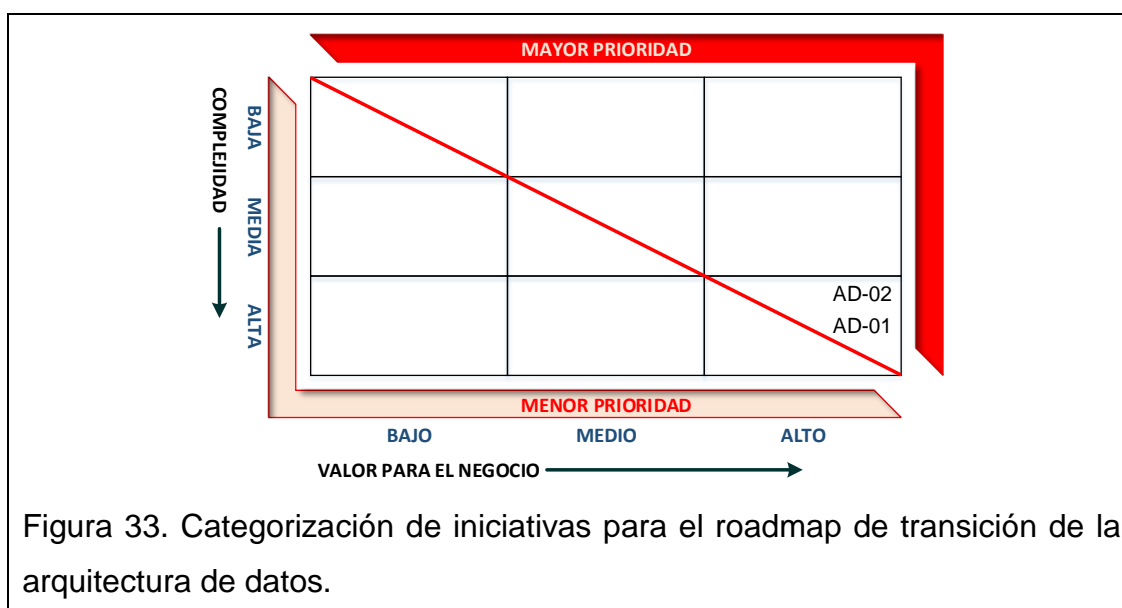 MAYOR PRIORIDAD
COMPLEJIDAD
BAJA
MEDIA
ALTA
AD-02
AD-01
MENOR PRIORIDAD
BAJO MEDIO ALTO
VALOR PARA EL NEGOCIO
Figura 33. Categorización de iniciativas para el roadmap de transición de la
arquitectura de datos.